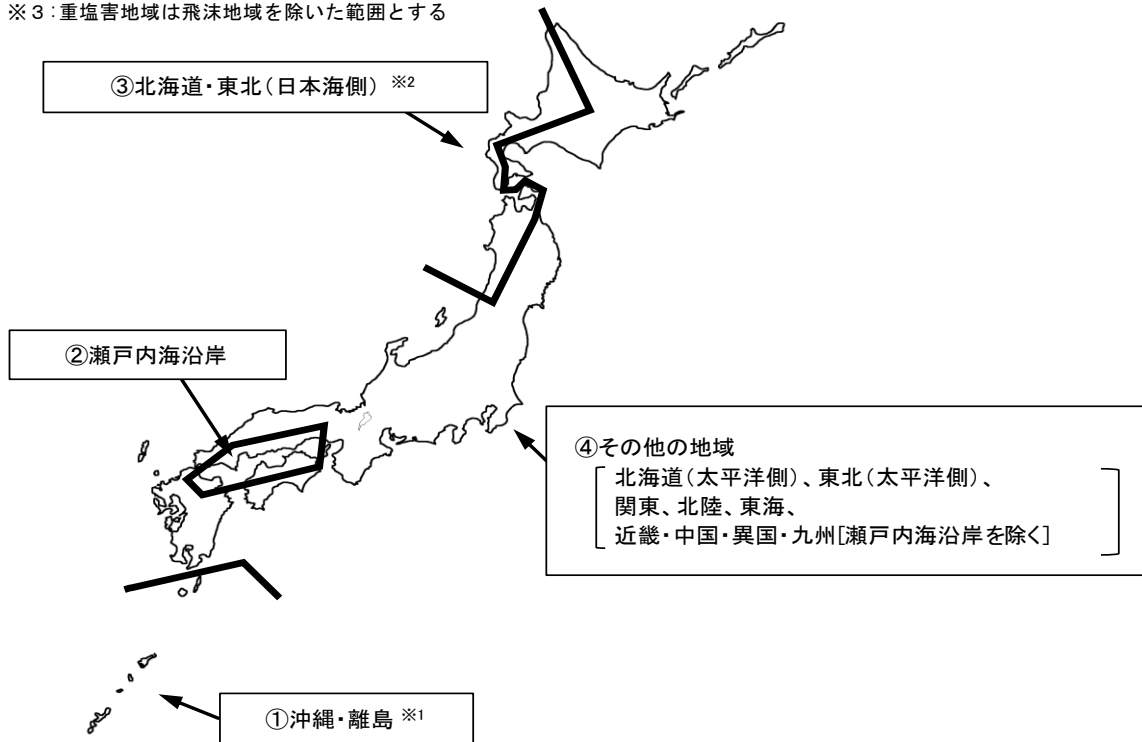 ※３：重塩害地域は飛沫地域を除いた範囲とする
③北海道・東北（日本海側） ※2
②瀬戸内海沿岸
④その他の地域
北海道（太平洋側）、東北（太平洋側）、
関東、北陸、東海、
近畿・中国・異国・九州[瀬戸内海沿岸を除く]
①沖縄・離島 ※1